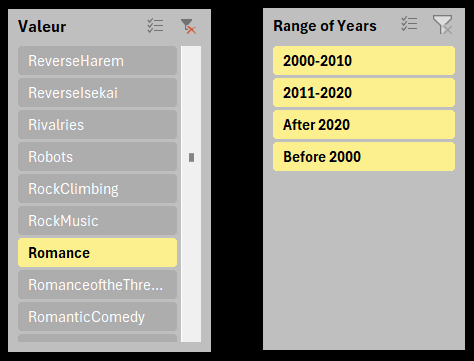 Valeur
ReverseHarem
ReverseIsekai
Rivalries
Robots
RockClimbing
RockMusic
Romance
RomanceoftheThre...
RomanticComedy
Range of Years
2000-2010
2011-2020
After 2020
Before 2000